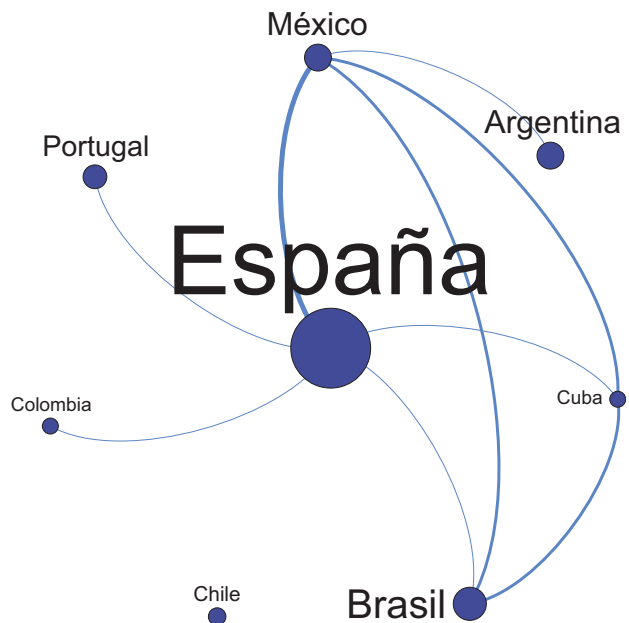 México
Argentina
Portugal
España
Cuba
Colombia
Chile
Brasil